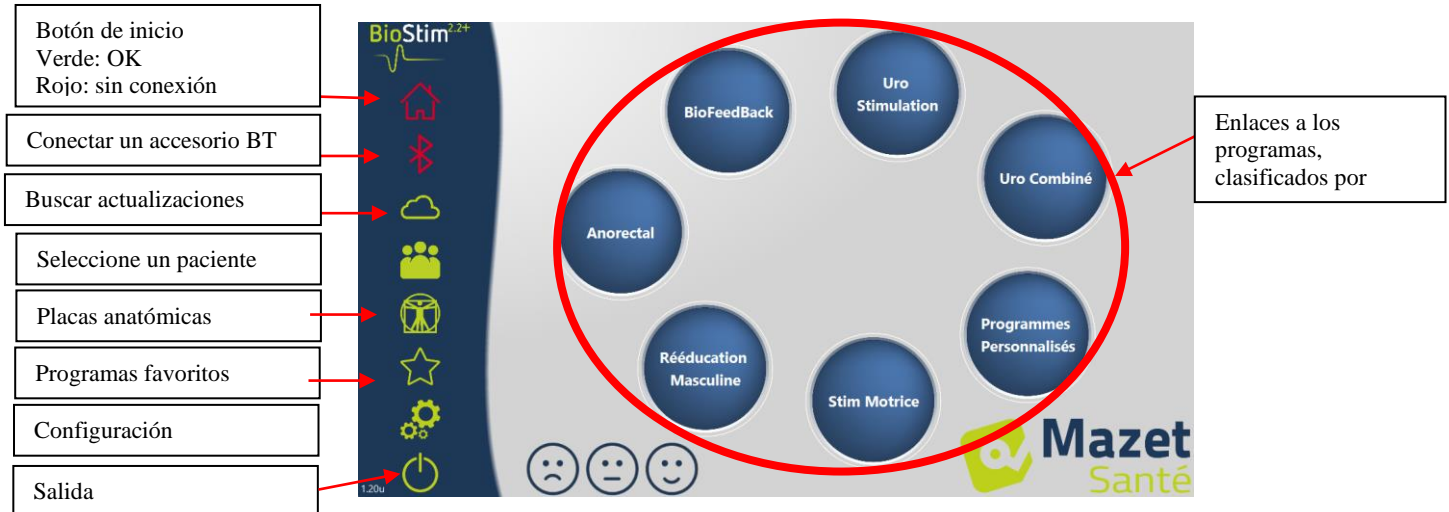 Botón de inicio
Verde: OK
Rojo: sin conexión
Conectar un accesorio BT
Buscar actualizaciones
Seleccione un paciente
Placas anatómicas
Programas favoritos
Configuración
Salida
BioStim2.2+
1.20u
BioFeedBack
Uro
Stimulation
Uro Combiné
Anorectal
Programmes
Personnalisés
Rééducation
Masculine
Stim Motrice
Mazet
Santé
Enlaces a los
programas,
clasificados por